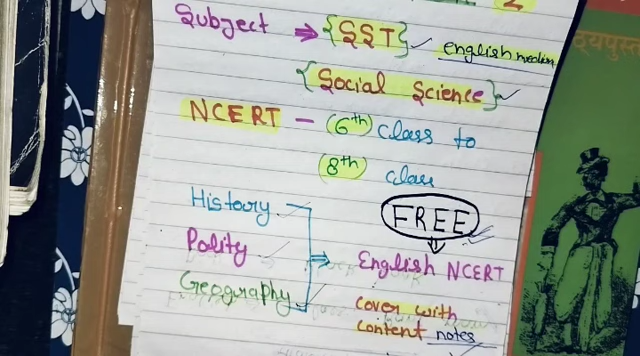 2
Subject ⇒ {SST} ✓ english medium
{Social Science} ✓
NCERT - (6th) class to
(8th) class
History
FREE
Polity
English NCERT
Geography
cover with
content notes